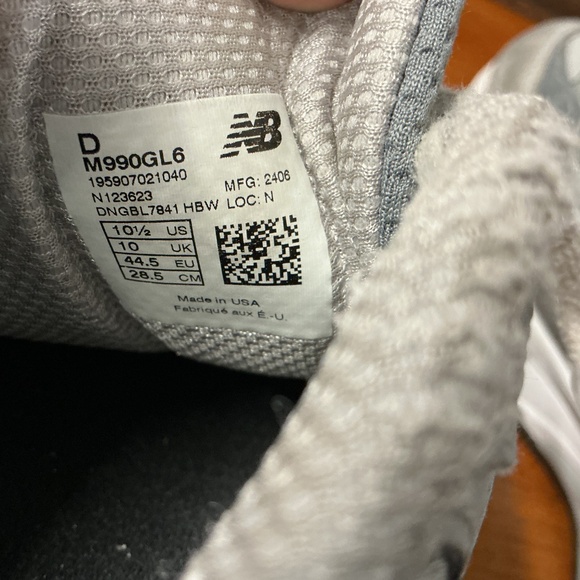 D
NB
M990GL6
195907021040 MFG: 2406
N123623
DNGBL7841 HBW LOC: N
10½ US
10 UK
44.5 EU
28.5 CM
Made in USA
Fabriqué aux É.-U.